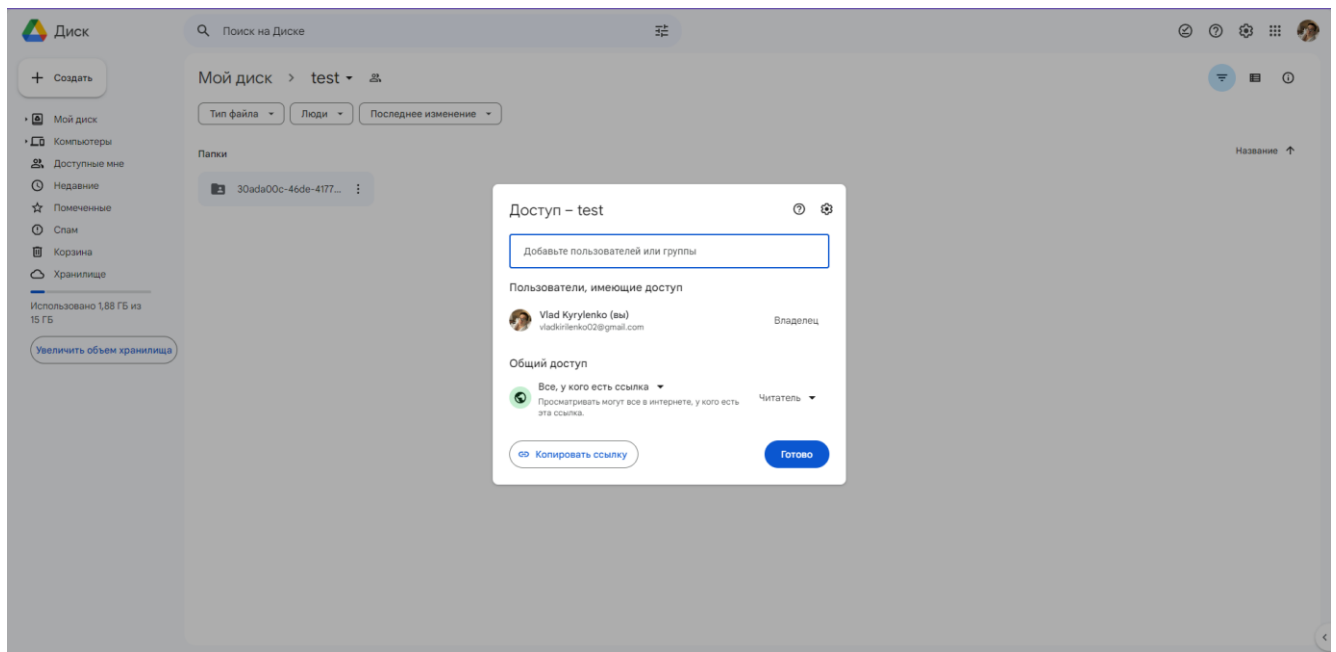 Диск
Поиск на Диске
Создать
Мой диск
Компьютеры
Доступные мне
Недавние
Помеченные
Спам
Корзина
Хранилище
Использовано 1,88 ГБ из
15 ГБ
Увеличить объем хранилища
Мой диск > test
Тип файла
Люди
Последнее изменение
Папки
Название
30ada00c-46de-4177...
Доступ – test
Добавьте пользователей или группы
Пользователи, имеющие доступ
Vlad Kyrylenko (вы)
vladkirilenko02@gmail.com
Владелец
Общий доступ
Все, у кого есть ссылка
Просматривать могут все в интернете, у кого есть
эта ссылка.
Читатель
Копировать ссылку
Готово